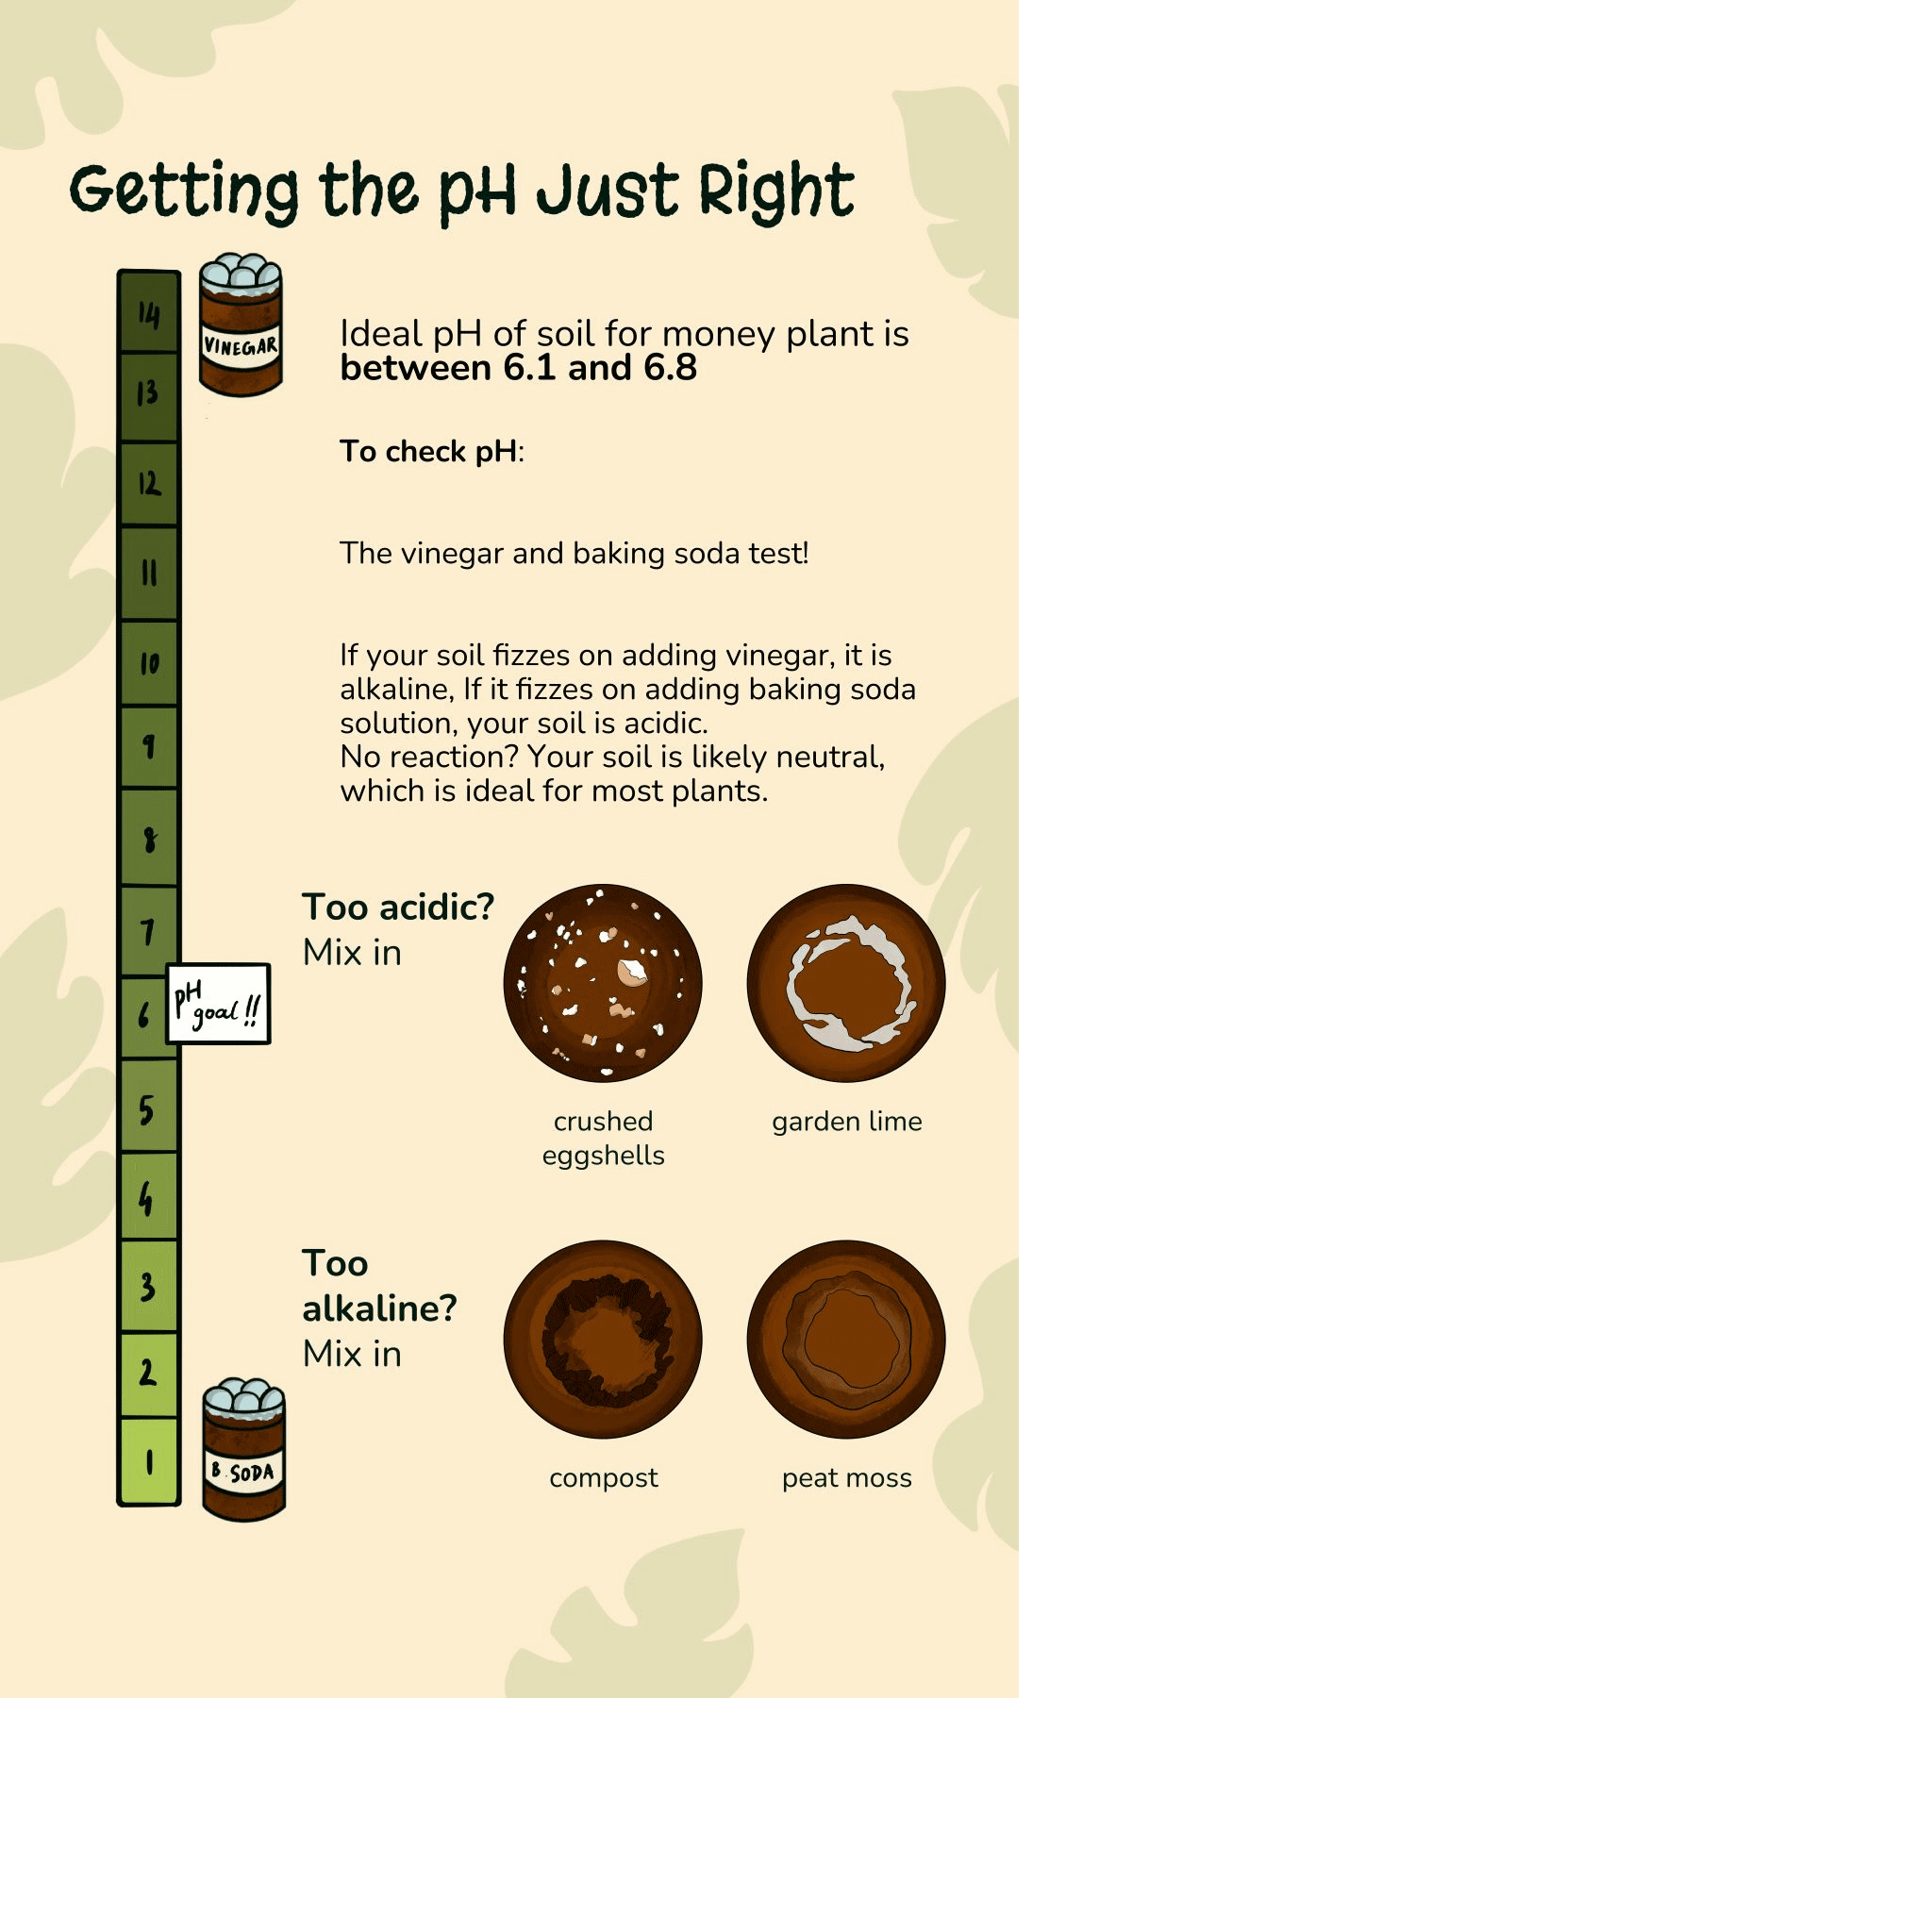 Getting the pH Just Right
14
13
12
11
10
9
8
7
6
5
4
3
2
1
VINEGAR
Ideal pH of soil for money plant is
between 6.1 and 6.8
To check pH:
The vinegar and baking soda test!
If your soil fizzes on adding vinegar, it is
alkaline, If it fizzes on adding baking soda
solution, your soil is acidic.
No reaction? Your soil is likely neutral,
which is ideal for most plants.
pH
goal!!
Too acidic?
Mix in
crushed
eggshells
garden lime
Too
alkaline?
Mix in
compost
peat moss
B. SODA